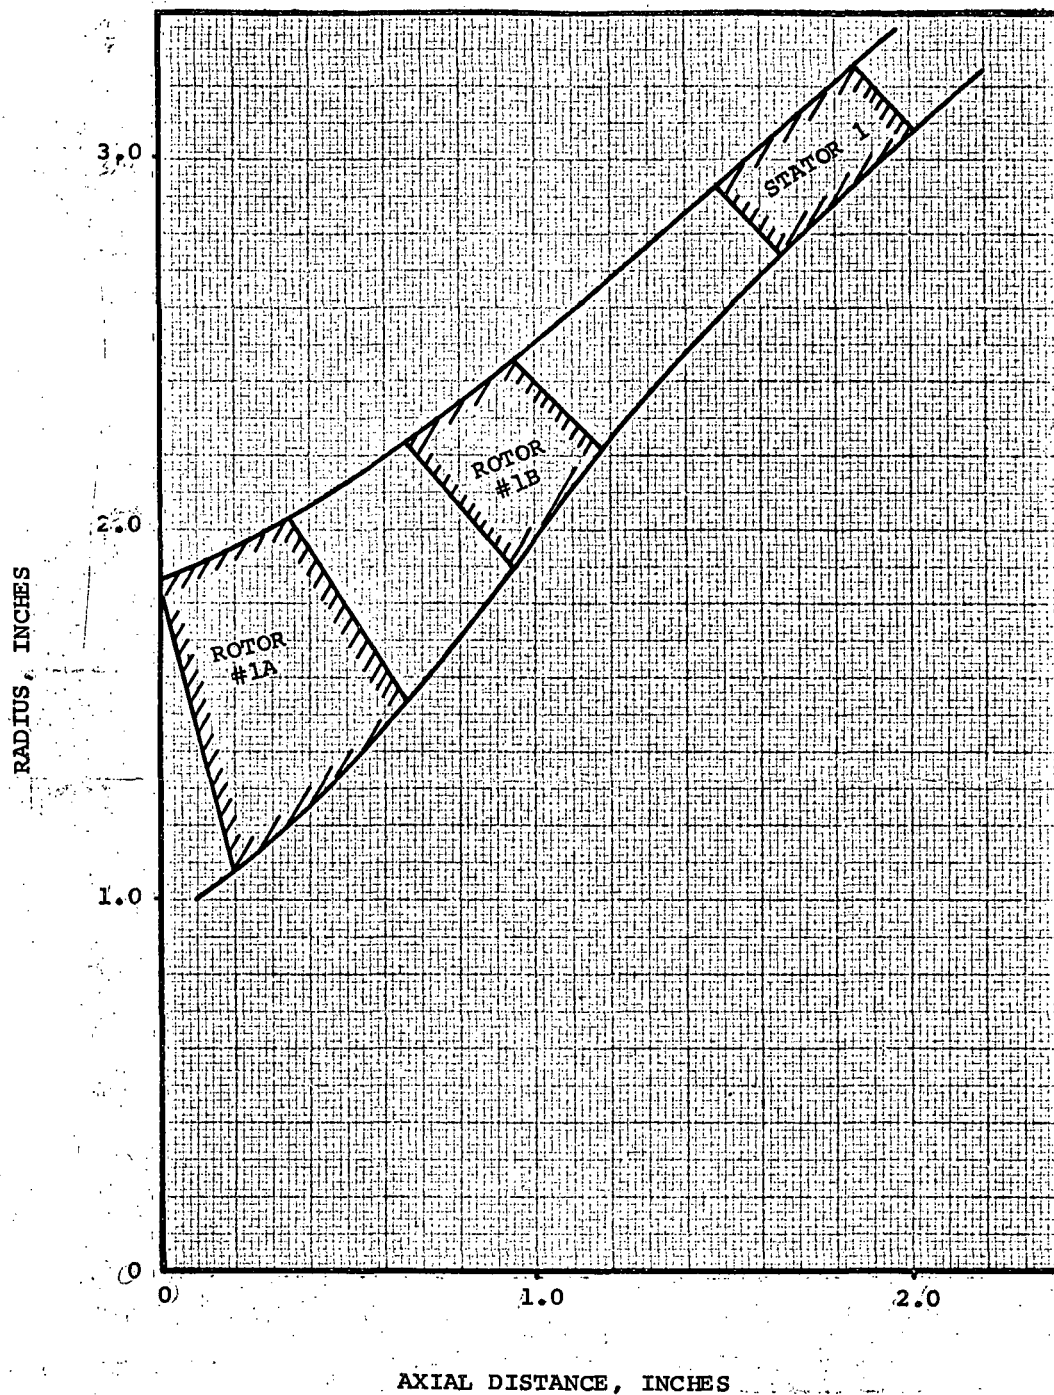 3.0
2.0
1.0
0
0
1.0
2.0
RADIUS, INCHES
AXIAL DISTANCE, INCHES
STATOR 1
ROTOR
#1B
ROTOR
#1A